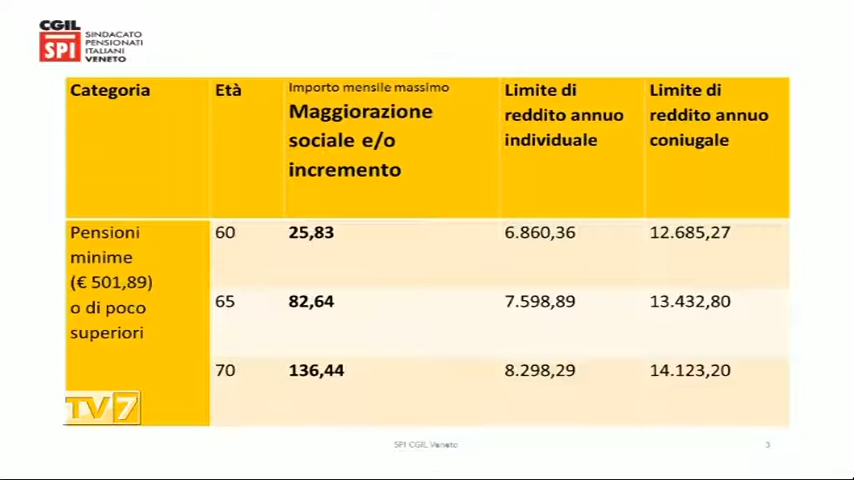 CGIL
SPI
SINDACATO
PENSIONATI
ITALIANI
VENETO
Categoria
Età
Importo mensile massimo
Maggiorazione
sociale e/o
incremento
Limite di
reddito annuo
individuale
Limite di
reddito annuo
coniugale
Pensioni
minime
(€ 501,89)
o di poco
superiori
60
25,83
6.860,36
12.685,27
65
82,64
7.598,89
13.432,80
70
136,44
8.298,29
14.123,20
TV7
SPI CGIL Veneto
3